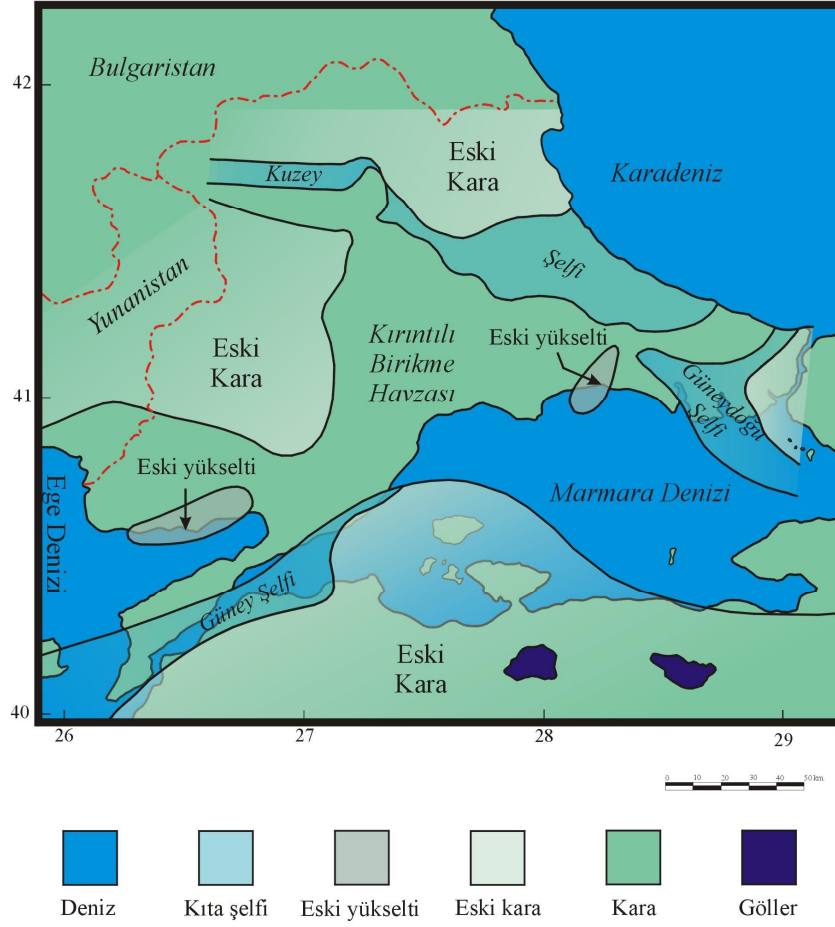 Bulgaristan
42
Eski
Kara
Kuzey
Karadeniz
Şelfi
Yunanistan
Eski
Kara
Kırıntılı
Birikme
Havzası
Eski yükselti
41
Güneydoğu
Şelfi
Eski yükselti
Marmara Denizi
Ege Denizi
Güney Şelfi
Eski
Kara
40
26
27
28
29
0 10 20 30 40 50 km
Deniz
Kıta şelfi
Eski yükselti
Eski kara
Kara
Göller